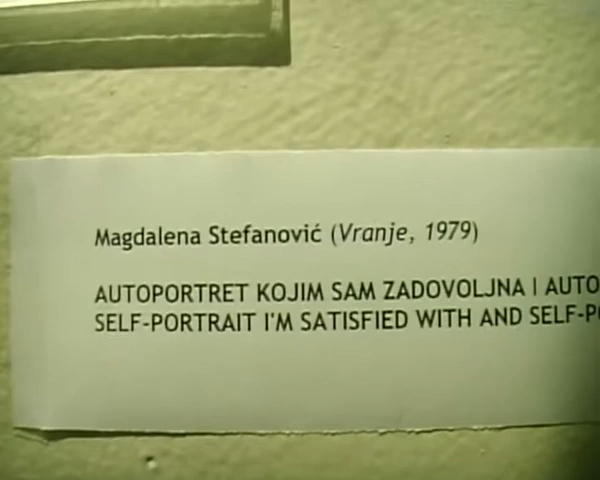 Magdalena Stefanović (Vranje, 1979)
AUTOPORTRET KOJIM SAM ZADOVOLJNA I AUTO
SELF-PORTRAIT I'M SATISFIED WITH AND SELF-P